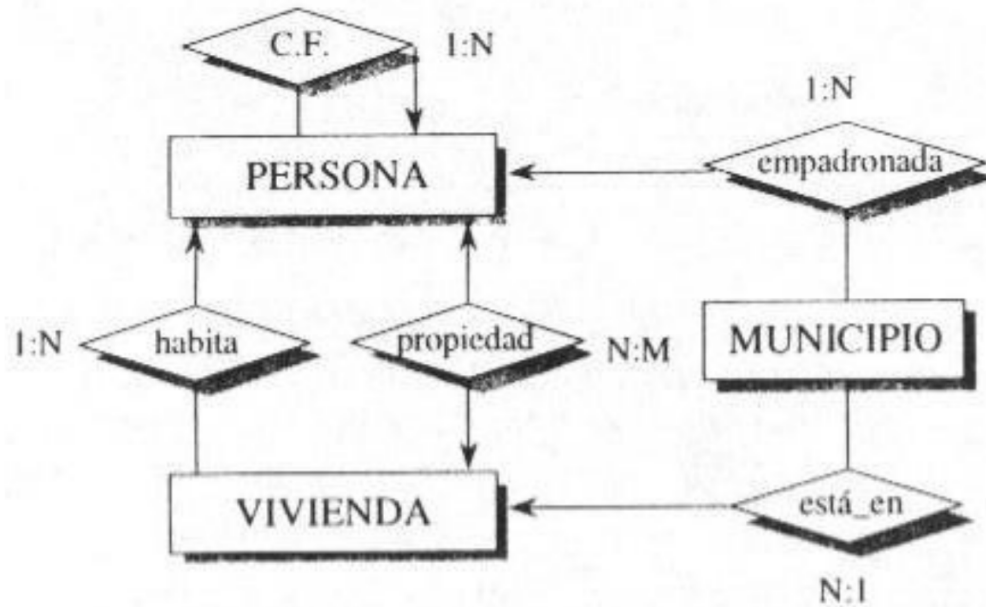 C.F.
1:N
1:N
PERSONA
empadronada
1:N
habita
propiedad
N:M
MUNICIPIO
VIVIENDA
está_en
N:1